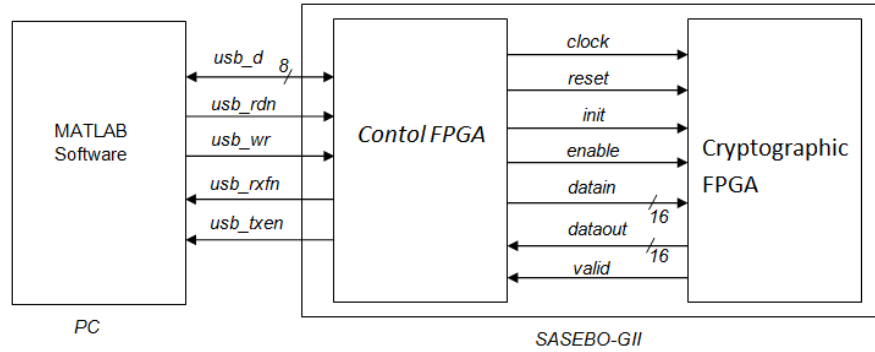 MATLAB
Software
usb_d
8
usb_rdn
usb_wr
usb_rxfn
usb_txen
Contol FPGA
clock
reset
init
enable
datain
16
dataout
16
valid
Cryptographic
FPGA
PC
SASEBO-GII